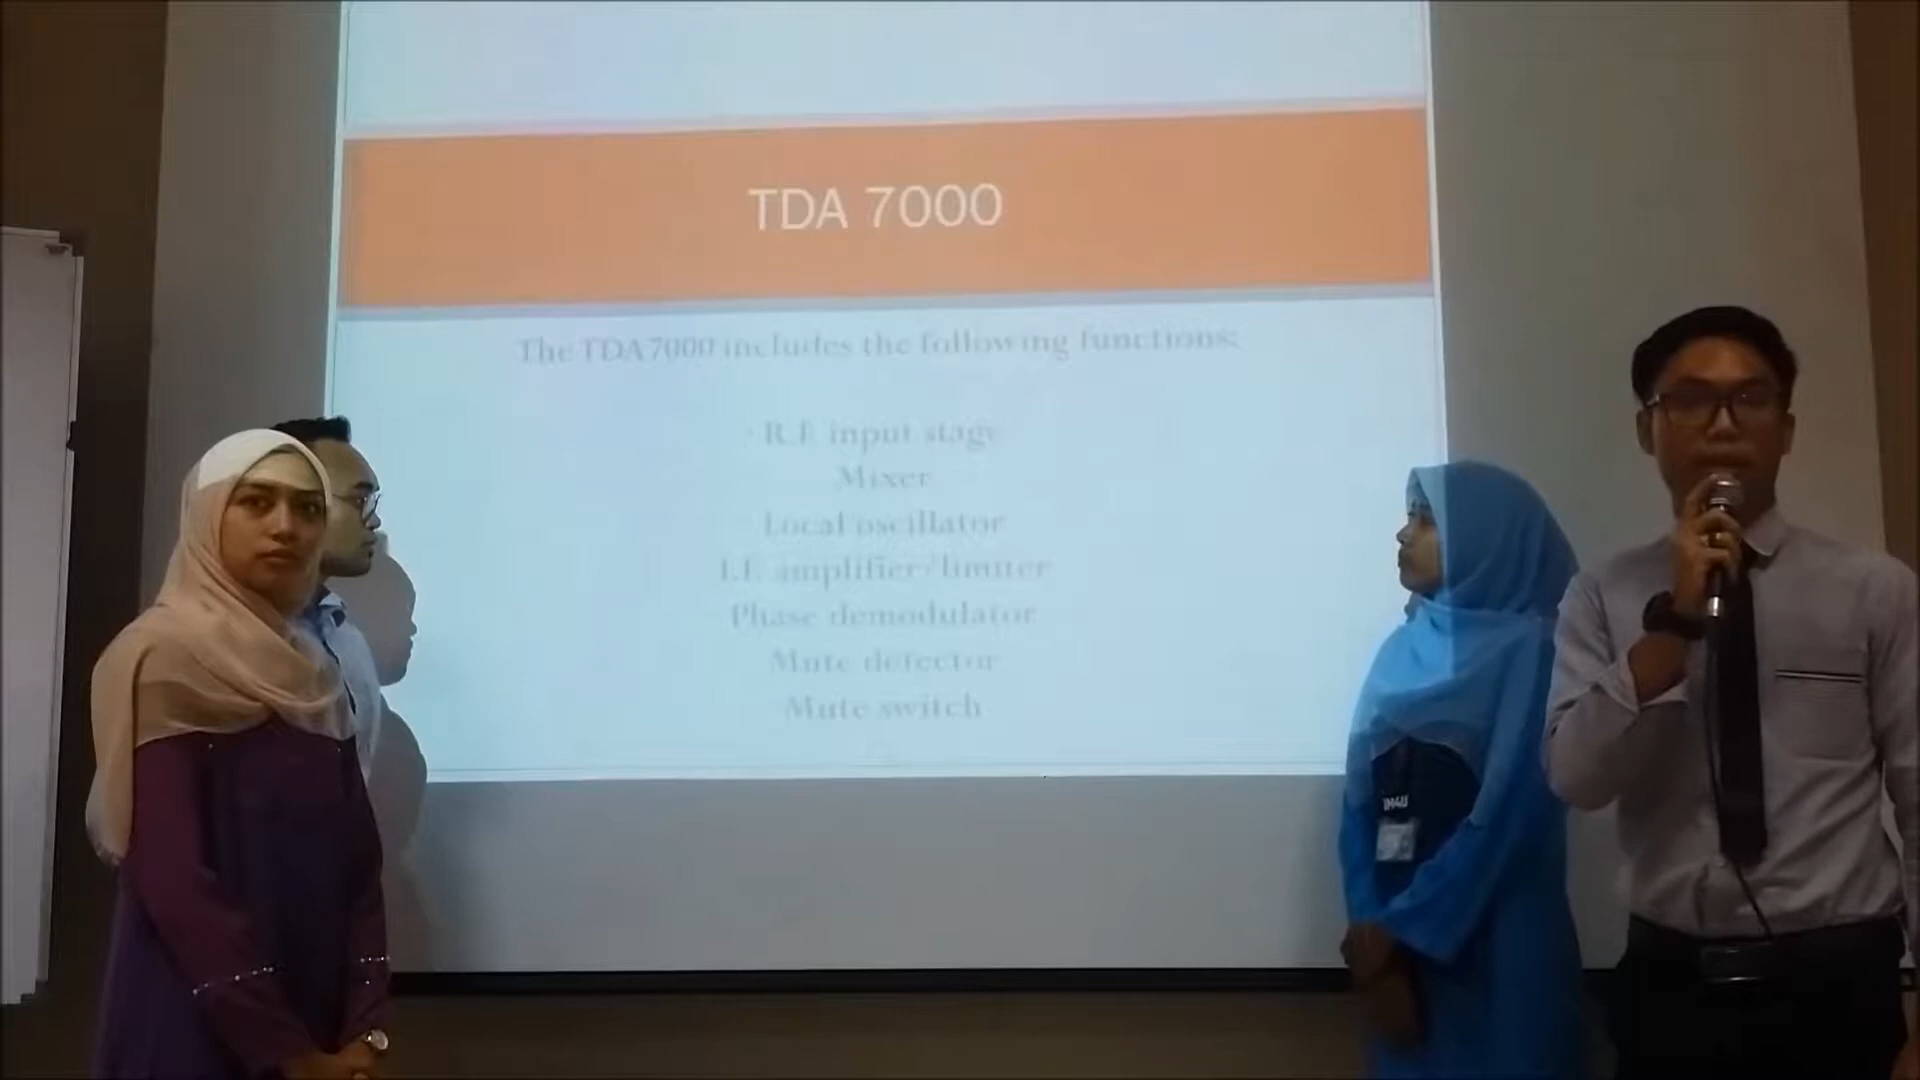 TDA 7000
The TDA7000 includes the following functions:
R.F. input stage
Mixer
Local oscillator
I.F. amplifier/limiter
Phase demodulator
Mute detector
Mute switch
IM4U